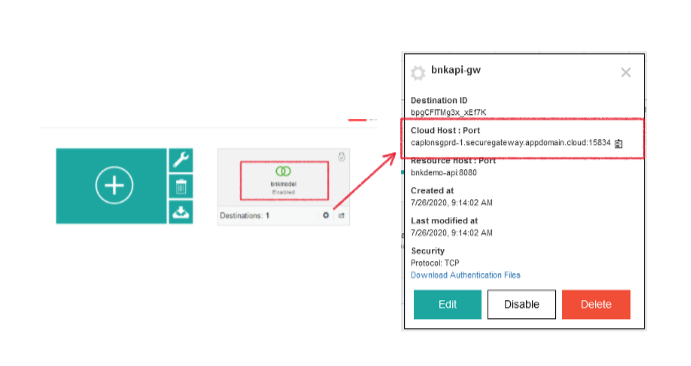 bnkapi-gw
Destination ID
bpgCFlTMg3x_xEf7K
Cloud Host : Port
caplonsgprd-1.securegateway.appdomain.cloud:15834
Resource Host : Port
bnkdemo-api:8080
Created at
7/26/2020, 9:14:02 AM
Last modified at
7/26/2020, 9:14:02 AM
Security
Protocol: TCP
Download Authentication Files
Edit
Disable
Delete
bnkmodel
Enabled
Destinations: 1